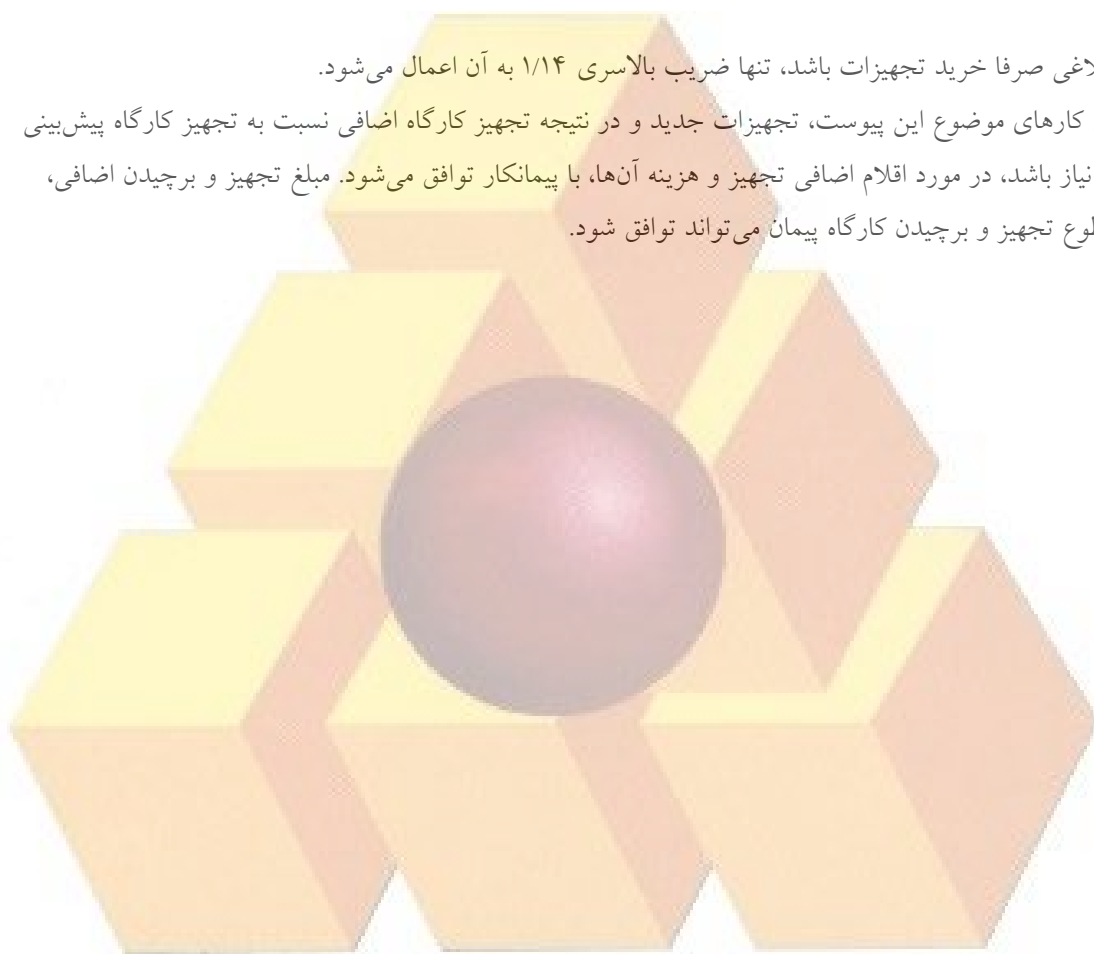 لاغی صرفا خرید تجهیزات باشد، تنها ضریب بالاسری ۱/۱۴ به آن اعمال می‌شود.
کارهای موضوع این پیوست، تجهیزات جدید و در نتیجه تجهیز کارگاه اضافی نسبت به تجهیز کارگاه پیش‌بینی
نیاز باشد، در مورد اقلام اضافی تجهیز و هزینه آن‌ها، با پیمانکار توافق می‌شود. مبلغ تجهیز و برچیدن اضافی،
طوع تجهیز و برچیدن کارگاه پیمان می‌تواند توافق شود.